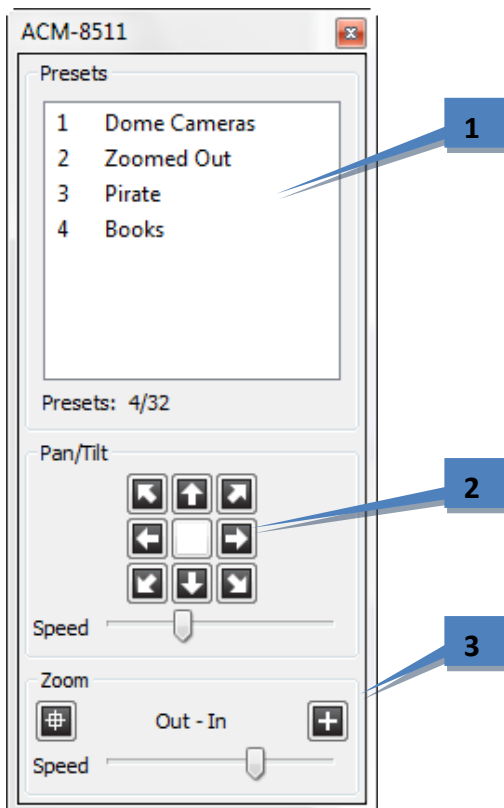 ACM-8511
Presets
1 Dome Cameras
2 Zoomed Out
3 Pirate
4 Books
Presets: 4/32
Pan/Tilt
Speed
Zoom
Out - In
Speed
1
2
3